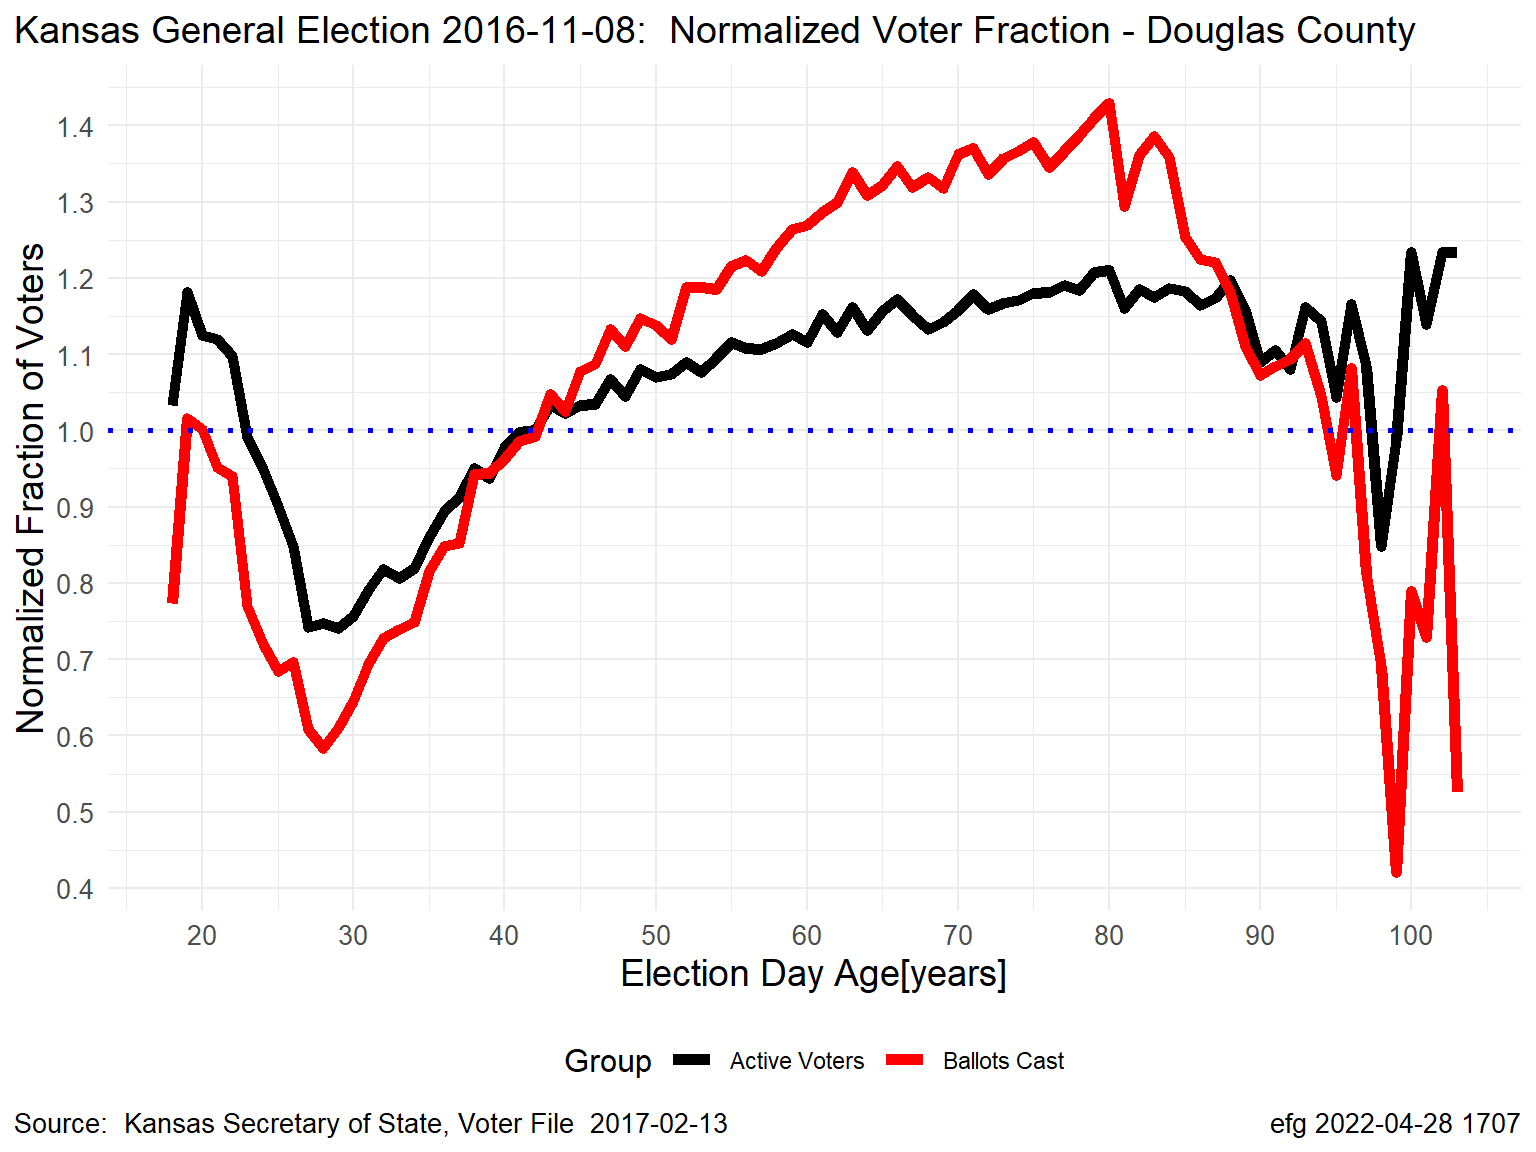 Kansas General Election 2016-11-08:  Normalized Voter Fraction - Douglas County
Normalized Fraction of Voters
1.4
1.3
1.2
1.1
1.0
0.9
0.8
0.7
0.6
0.5
0.4
20 30 40 50 60 70 80 90 100
Election Day Age[years]
Group Active Voters Ballots Cast
Source:  Kansas Secretary of State, Voter File  2017-02-13 efg 2022-04-28 1707